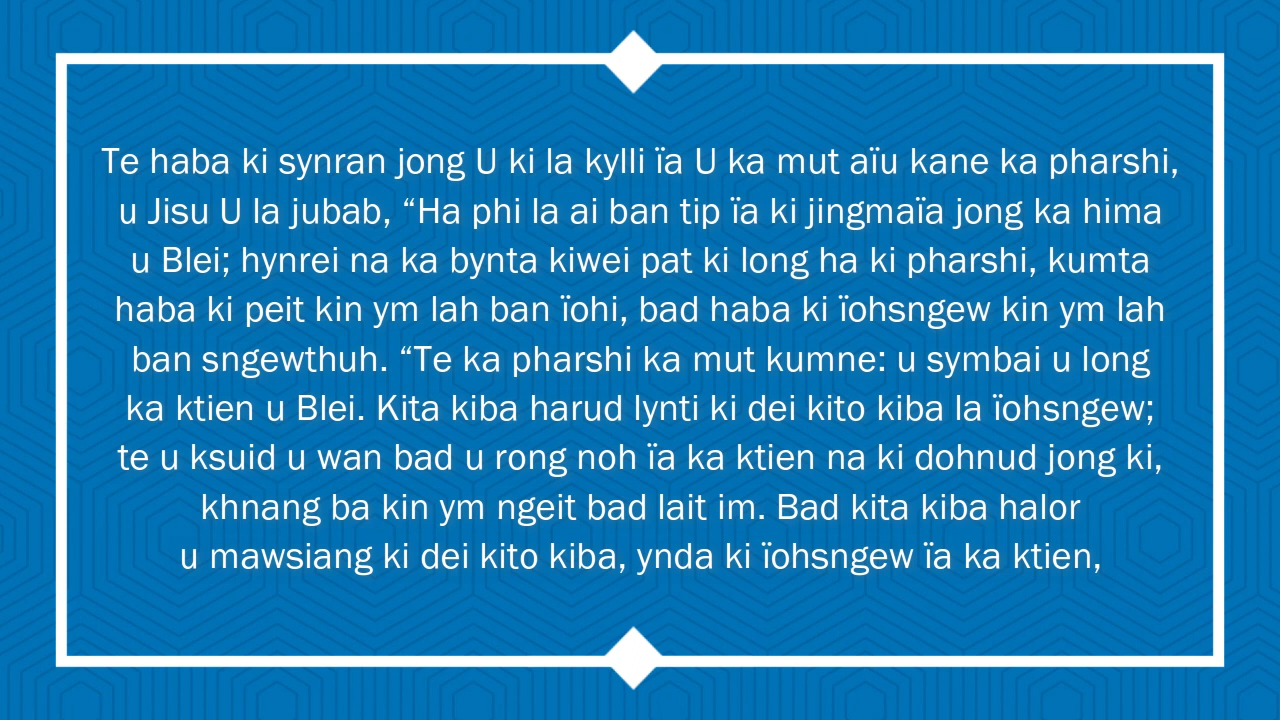 Te haba ki synran jong U ki la kylli ïa U ka mut aïu kane ka pharshi,
u Jisu U la jubab, “Ha phi la ai ban tip ïa ki jingmaïa jong ka hima
u Blei; hynrei na ka bynta kiwei pat ki long ha ki pharshi, kumta
haba ki peit kin ym lah ban ïohi, bad haba ki ïohsngew kin ym lah
ban sngewthuh. “Te ka pharshi ka mut kumne: u symbai u long
ka ktien u Blei. Kita kiba harud lynti ki dei kito kiba la ïohsngew;
te u ksuid u wan bad u rong noh ïa ka ktien na ki dohnud jong ki,
khnang ba kin ym ngeit bad lait im. Bad kita kiba halor
u mawsiang ki dei kito kiba, ynda ki ïohsngew ïa ka ktien,